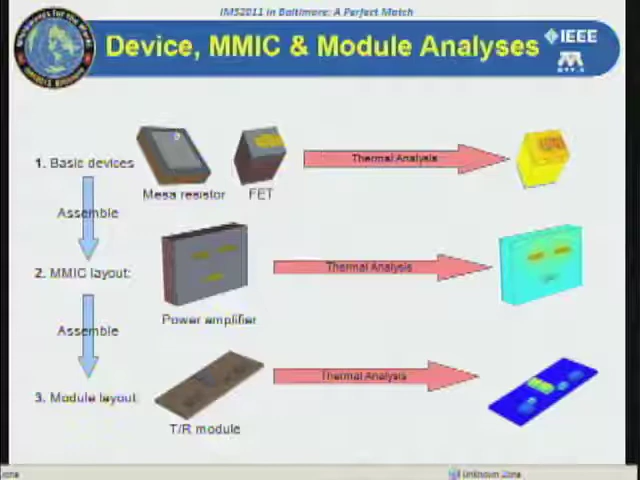 IMS2011 in Baltimore: A Perfect Match
Device, MMIC & Module Analyses
IEEE
1. Basic devices
Thermal Analysis
Mesa resistor
FET
Assemble
2. MMIC layout:
Thermal Analysis
Power amplifier
Assemble
3. Module layout:
Thermal Analysis
T/R module
Unknown Zone